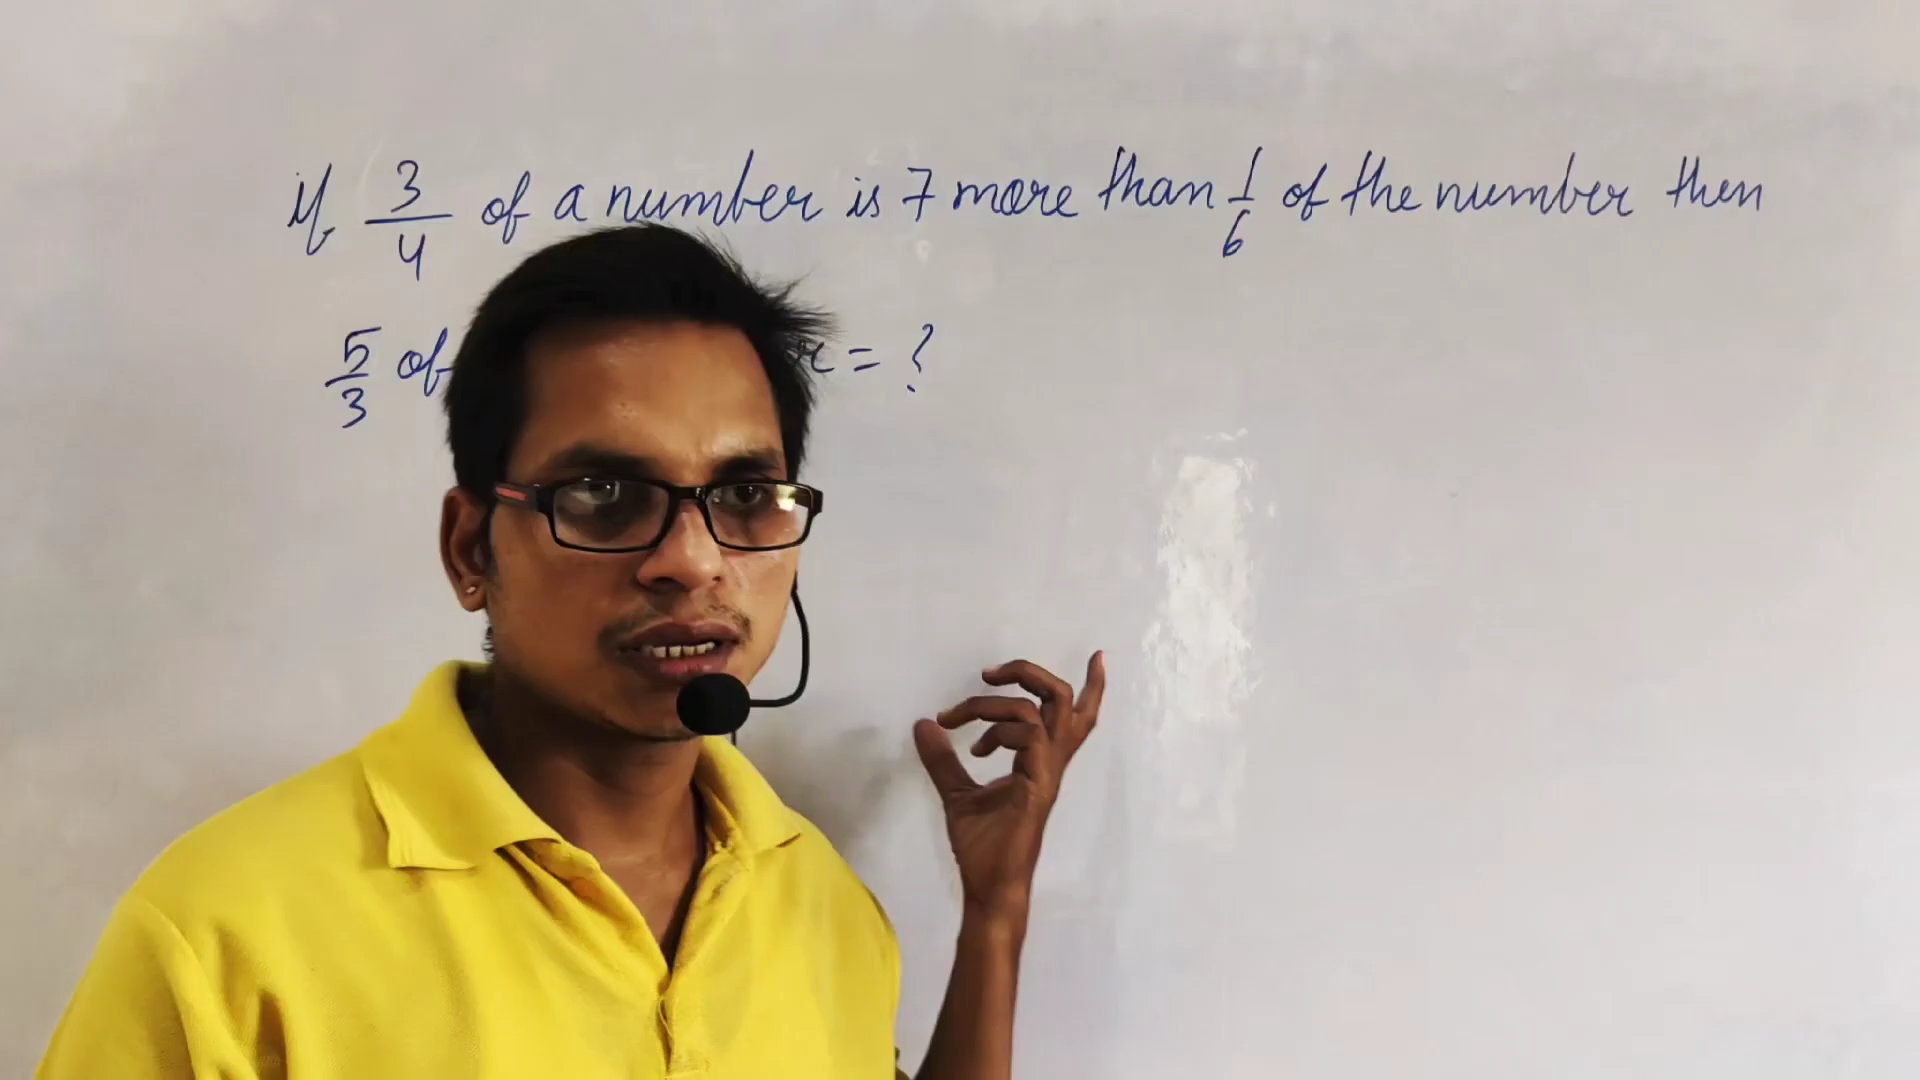 if 3/4 of a number is 7 more than 1/6 of the number then
5/3 of = ?